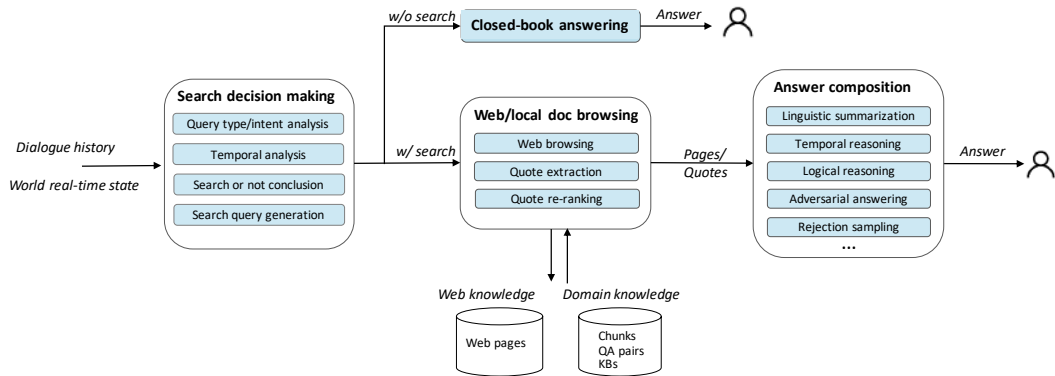 w/o search
Closed-book answering
Answer
Search decision making
Query type/intent analysis
Temporal analysis
Search or not conclusion
Search query generation
Dialogue history
World real-time state
w/ search
Web/local doc browsing
Web browsing
Quote extraction
Quote re-ranking
Pages/
Quotes
Answer composition
Linguistic summarization
Temporal reasoning
Logical reasoning
Adversarial answering
Rejection sampling
...
Answer
Web knowledge
Web pages
Domain knowledge
Chunks
QA pairs
KBs